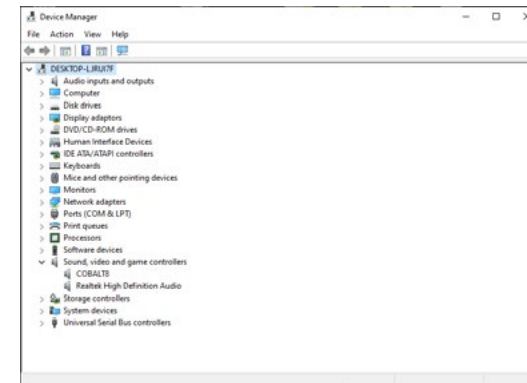 Device Manager
File Action View Help
DESKTOP-LJRUI7F
Audio inputs and outputs
Computer
Disk drives
Display adaptors
DVD/CD-ROM drives
Human Interface Devices
IDE ATA/ATAPI controllers
Keyboards
Mice and other pointing devices
Monitors
Network adapters
Ports (COM & LPT)
Print queues
Processors
Software devices
Sound, video and game controllers
COBALT8
Realtek High Definition Audio
Storage controllers
System devices
Universal Serial Bus controllers